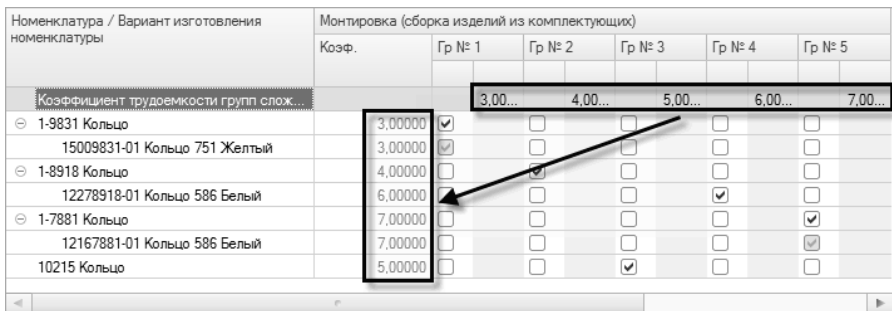 Номенклатура / Вариант изготовления номенклатуры
Монтировка (сборка изделий из комплектующих)
Коэф. Гр № 1 Гр № 2 Гр № 3 Гр № 4 Гр № 5
Коэффициент трудоемкости групп слож... 3,00... 4,00... 5,00... 6,00... 7,00...
1-9831 Кольцо 3,00000
15009831-01 Кольцо 751 Желтый 3,00000
1-8918 Кольцо 4,00000
12278918-01 Кольцо 586 Белый 6,00000
1-7881 Кольцо 7,00000
12167881-01 Кольцо 586 Белый 7,00000
10215 Кольцо 5,00000